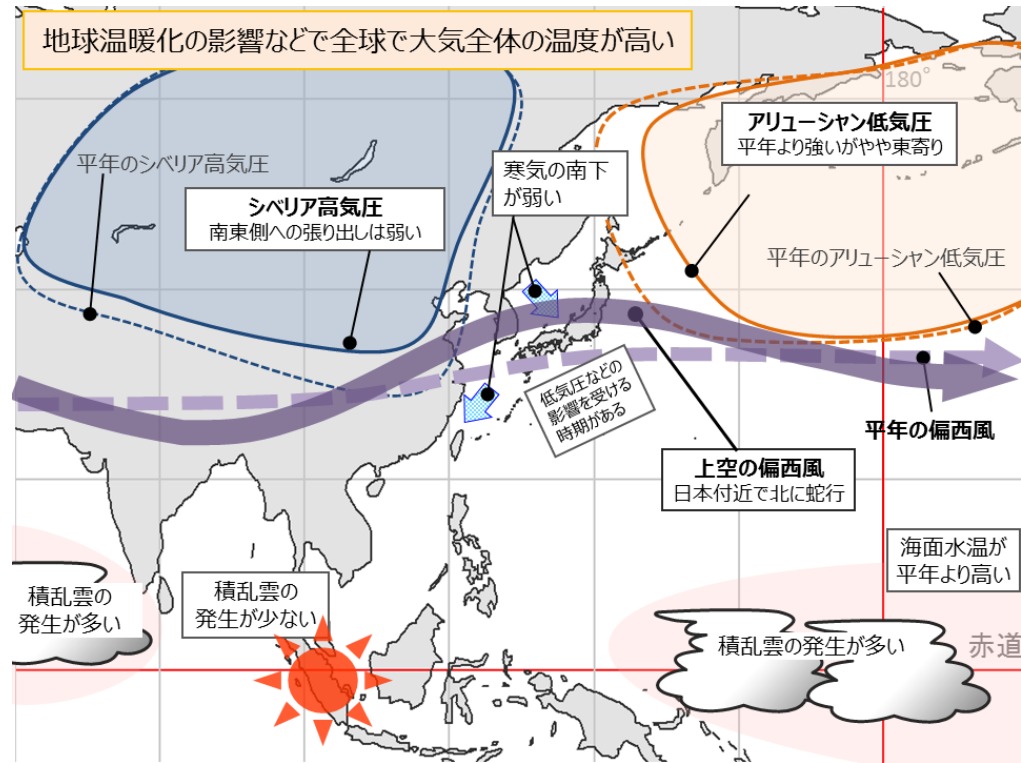 地球温暖化の影響などで全球で大気全体の温度が高い
180°
アリューシャン低気圧
平年より強いがやや東寄り
平年のシベリア高気圧
寒気の南下
が弱い
シベリア高気圧
南東側への張り出しは弱い
平年のアリューシャン低気圧
低気圧などの
影響を受ける
時期がある
平年の偏西風
上空の偏西風
日本付近で北に蛇行
海面水温が
平年より高い
積乱雲の
発生が多い
積乱雲の
発生が少ない
積乱雲の発生が多い
赤道